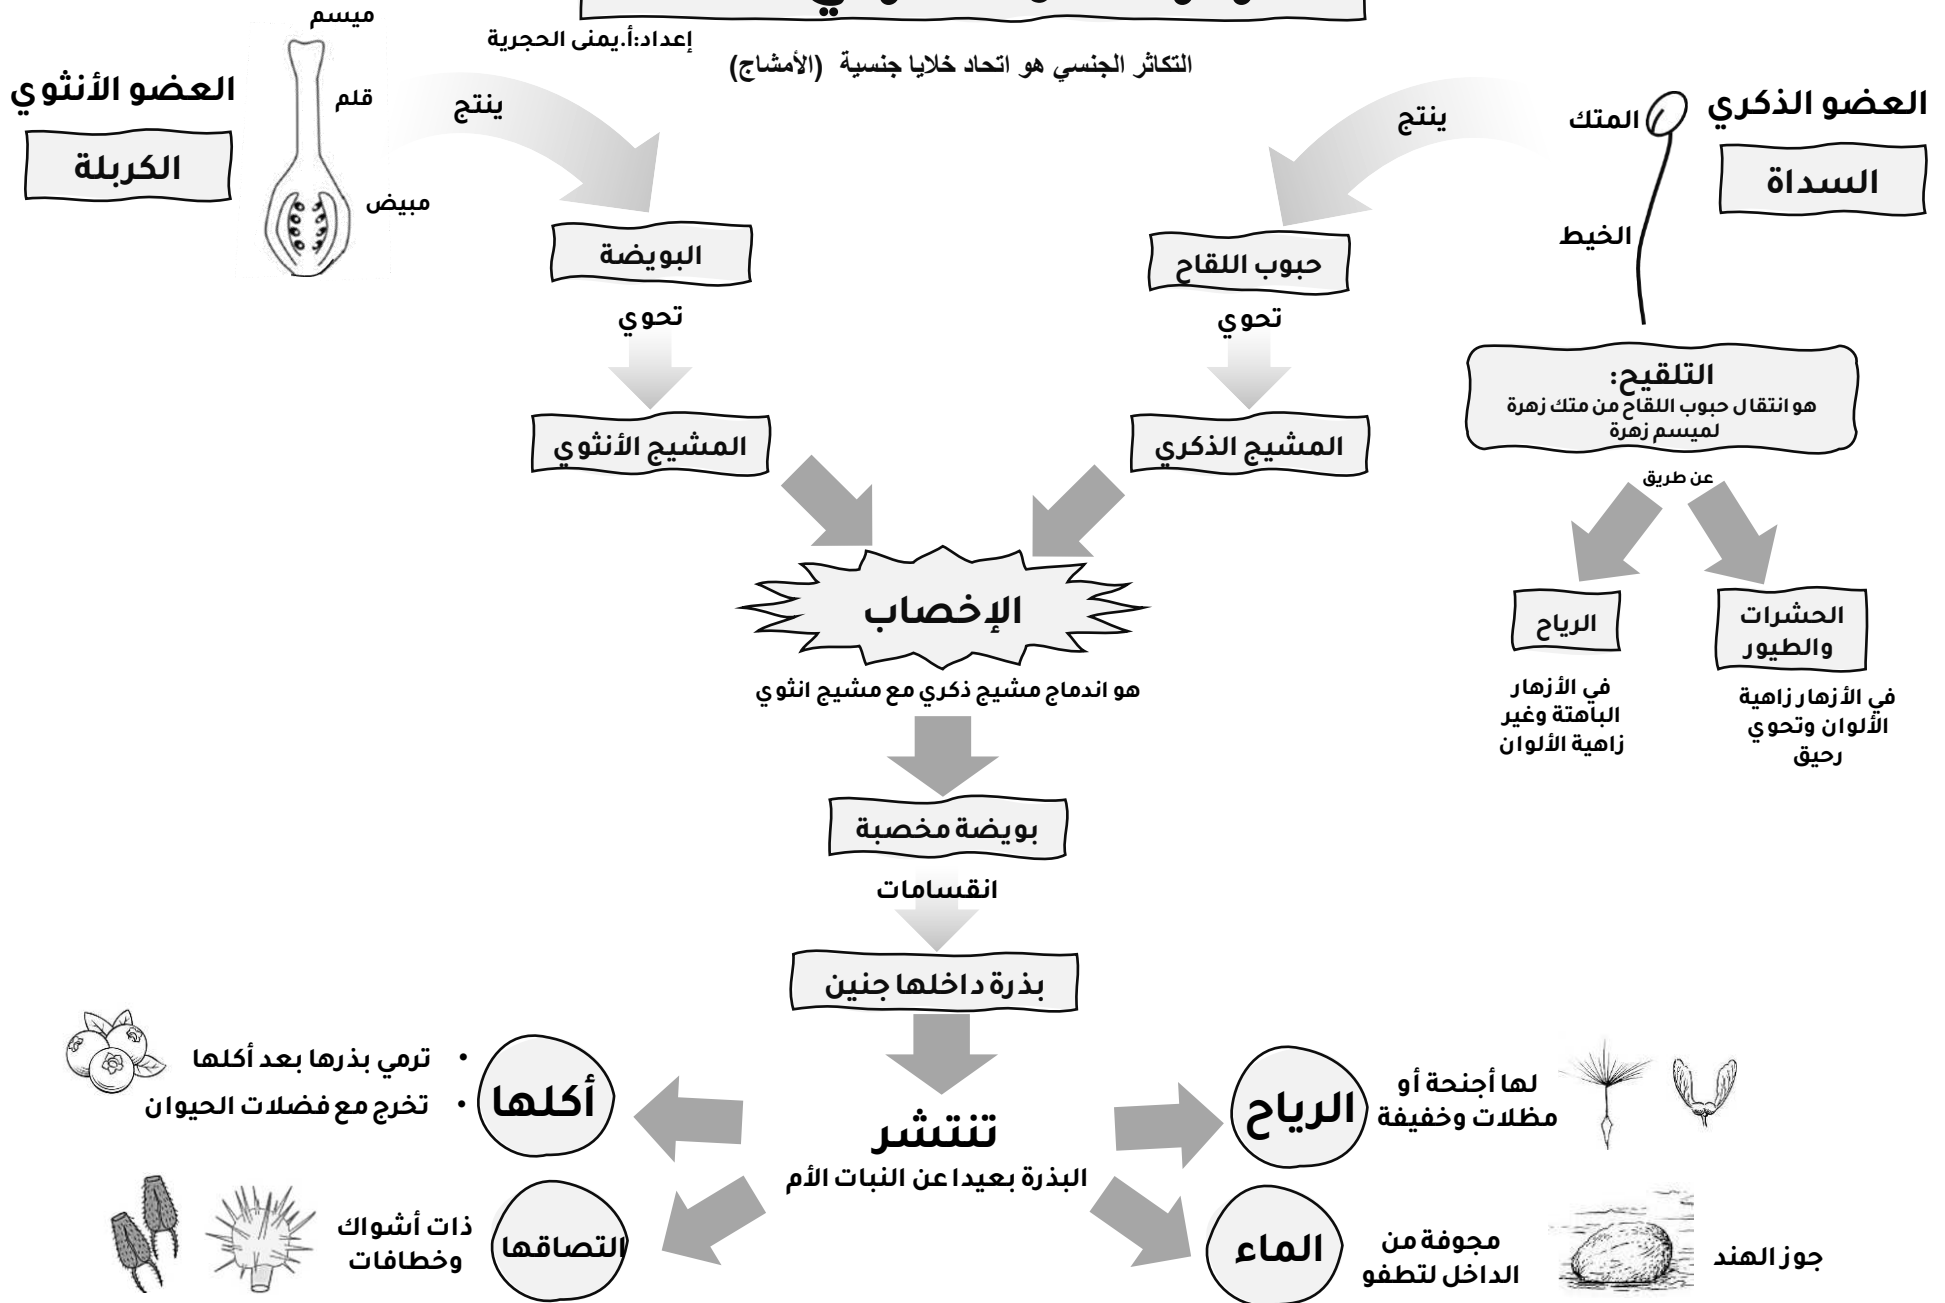 إعداد:أ.يمنى الحجرية
التكاثر الجنسي هو اتحاد خلايا جنسية (الأمشاج)
العضو الذكري
السداة
المتك
الخيط
ينتج
حبوب اللقاح
تحوي
المشيج الذكري
العضو الأنثوي
الكربلة
ميسم
قلم
مبيض
ينتج
البويضة
تحوي
المشيج الأنثوي
التلقيح:
هو انتقال حبوب اللقاح من متك زهرة
لميسم زهرة
عن طريق
الحشرات
والطيور
في الأزهار زاهية
الألوان وتحوي
رحيق
الرياح
في الأزهار
الباهتة وغير
زاهية الألوان
الإخصاب
هو اندماج مشيج ذكري مع مشيج انثوي
بويضة مخصبة
انقسامات
بذرة داخلها جنين
تنتشر
البذرة بعيدا عن النبات الأم
الرياح
لها أجنحة أو
مظلات وخفيفة
الماء
مجوفة من
الداخل لتطفو
جوز الهند
أكلها
• ترمي بذرها بعد أكلها
• تخرج مع فضلات الحيوان
التصاقها
ذات أشواك
وخطافات